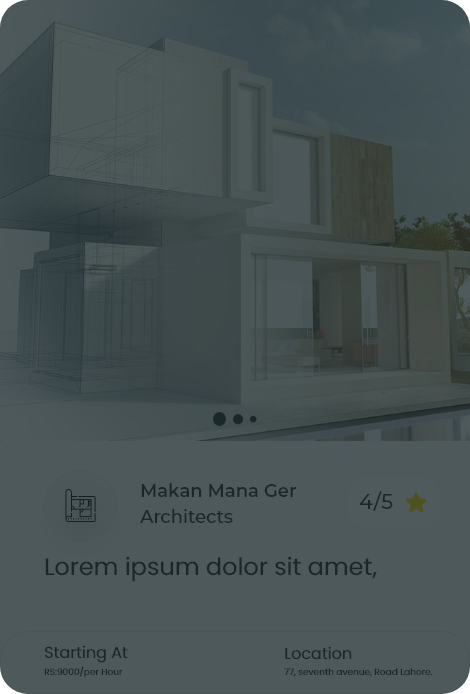 Makan Mana Ger
Architects
4/5
Lorem ipsum dolor sit amet,
Starting At
Location
RS:9000/per Hour
77, seventh avenue, Road Lahore.